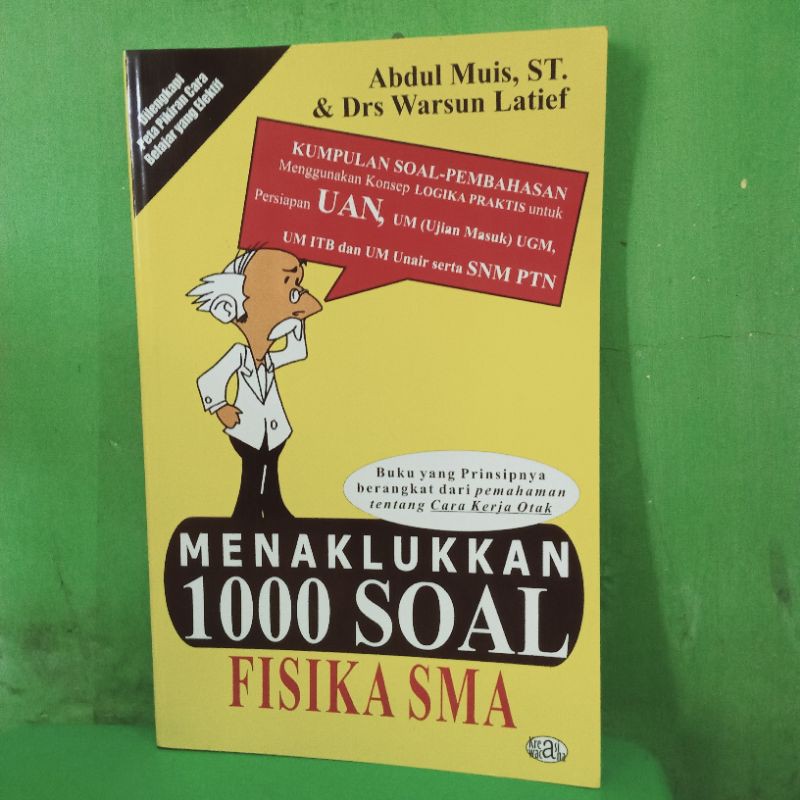 Dilengkapi
Peta Pikiran Cara
Belajar yang Efektif
Abdul Muis, ST.
& Drs Warsun Latief
KUMPULAN SOAL-PEMBAHASAN
Menggunakan Konsep LOGIKA PRAKTIS untuk
Persiapan UAN, UM (Ujian Masuk) UGM,
UM ITB dan UM Unair serta SNM PTN
Buku yang Prinsipnya
berangkat dari pemahaman
tentang Cara Kerja Otak
MENAKLUKKAN
1000 SOAL
FISIKA SMA